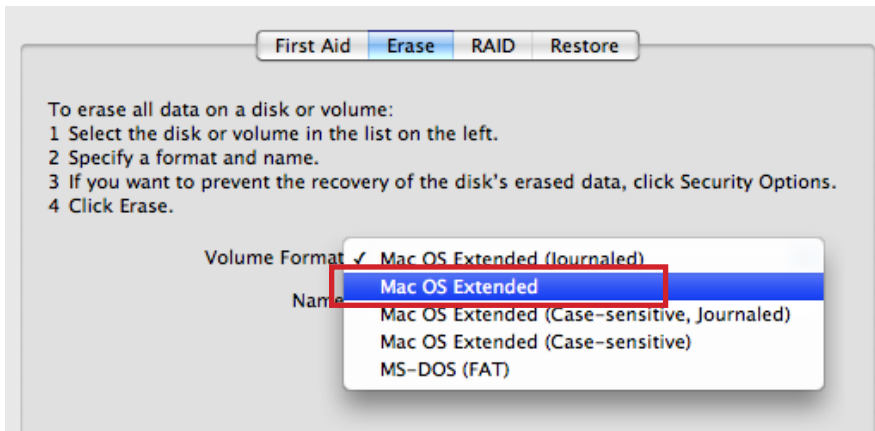 First Aid Erase RAID Restore
To erase all data on a disk or volume:
1 Select the disk or volume in the list on the left.
2 Specify a format and name.
3 If you want to prevent the recovery of the disk's erased data, click Security Options.
4 Click Erase.
Volume Format ✓ Mac OS Extended (Journaled)
Mac OS Extended
Name
Mac OS Extended (Case-sensitive, Journaled)
Mac OS Extended (Case-sensitive)
MS-DOS (FAT)